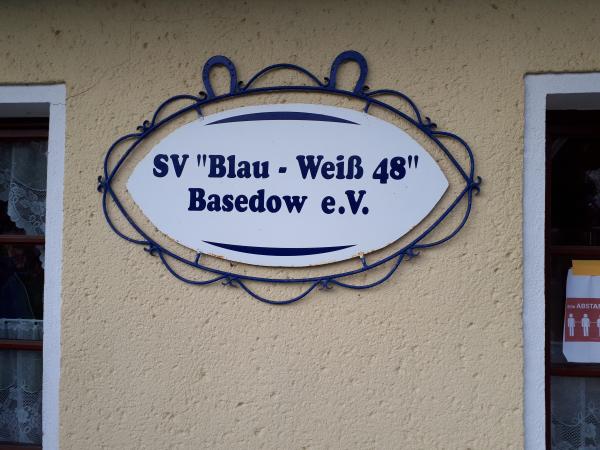 SV "Blau - Weiß 48"
Basedow e.V.